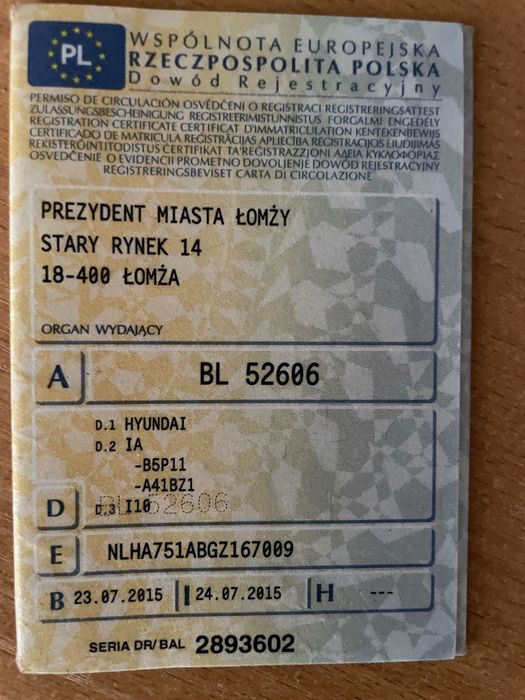 PL
WSPÓLNOTA EUROPEJSKA
RZECZPOSPOLITA POLSKA
Dowód Rejestracyjny
PERMISO DE CIRCULACIÓN OSVĚDČENÍ O REGISTRACI REGISTRERINGSATTEST
ZULASSUNGSBESCHEINIGUNG REGISTREERIMISTUNNISTUS FORGALMI ENGEDÉLY
REGISTRATION CERTIFICATE CERTIFICAT D'IMMATRICULATION KENTEKENBEWIJS
CERTIFICADO DE MATRICULA REĢISTRĀCIJAS APLIECĪBA REGISTRACIJOS LIUDIJIMAS
REKISTERÖINTITODISTUS CERTIFIKAT TA'REĠISTRAZZJONI ΑΔΕΙΑ ΚΥΚΛΟΦΟΡΙΑΣ
OSVEDČENIE O EVIDENCII PROMETNO DOVOLJENJE DOWÓD REJESTRACYJNY
REGISTRERINGSBEVISET CARTA DI CIRCOLAZIONE
PREZYDENT MIASTA ŁOMŻY
STARY RYNEK 14
18-400 ŁOMŻA
ORGAN WYDAJĄCY
A BL 52606
D.1 HYUNDAI
D.2 IA
-B5P11
-A41BZ1
D D.3 I10
BL 52606
E NLHA751ABGZ167009
B 23.07.2015 I 24.07.2015 H ---
SERIA DR/BAL 2893602